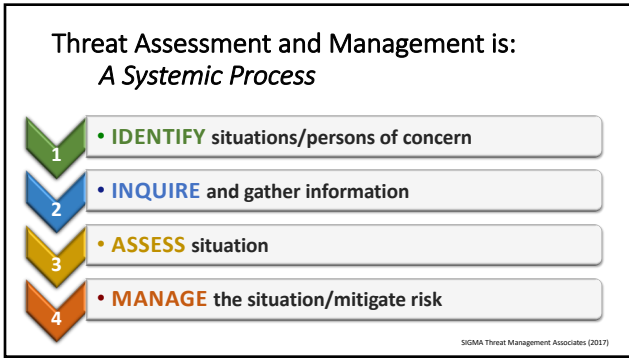 Threat Assessment and Management is:
A Systemic Process
1
• IDENTIFY situations/persons of concern
2
• INQUIRE and gather information
3
• ASSESS situation
4
• MANAGE the situation/mitigate risk
SIGMA Threat Management Associates (2017)